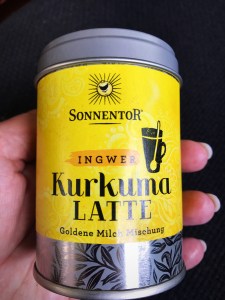 SONNENTOR
INGWER
Kurkuma
LATTE
Goldene Milch Mischung